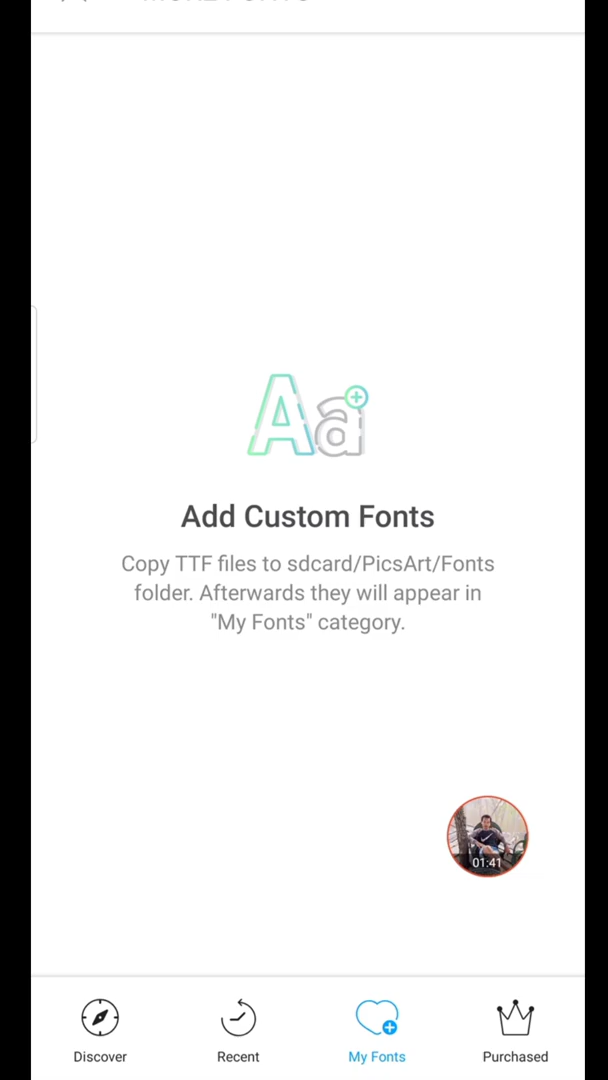 Aa
Add Custom Fonts
Copy TTF files to sdcard/PicsArt/Fonts
folder. Afterwards they will appear in
"My Fonts" category.
01:41
Discover
Recent
My Fonts
Purchased